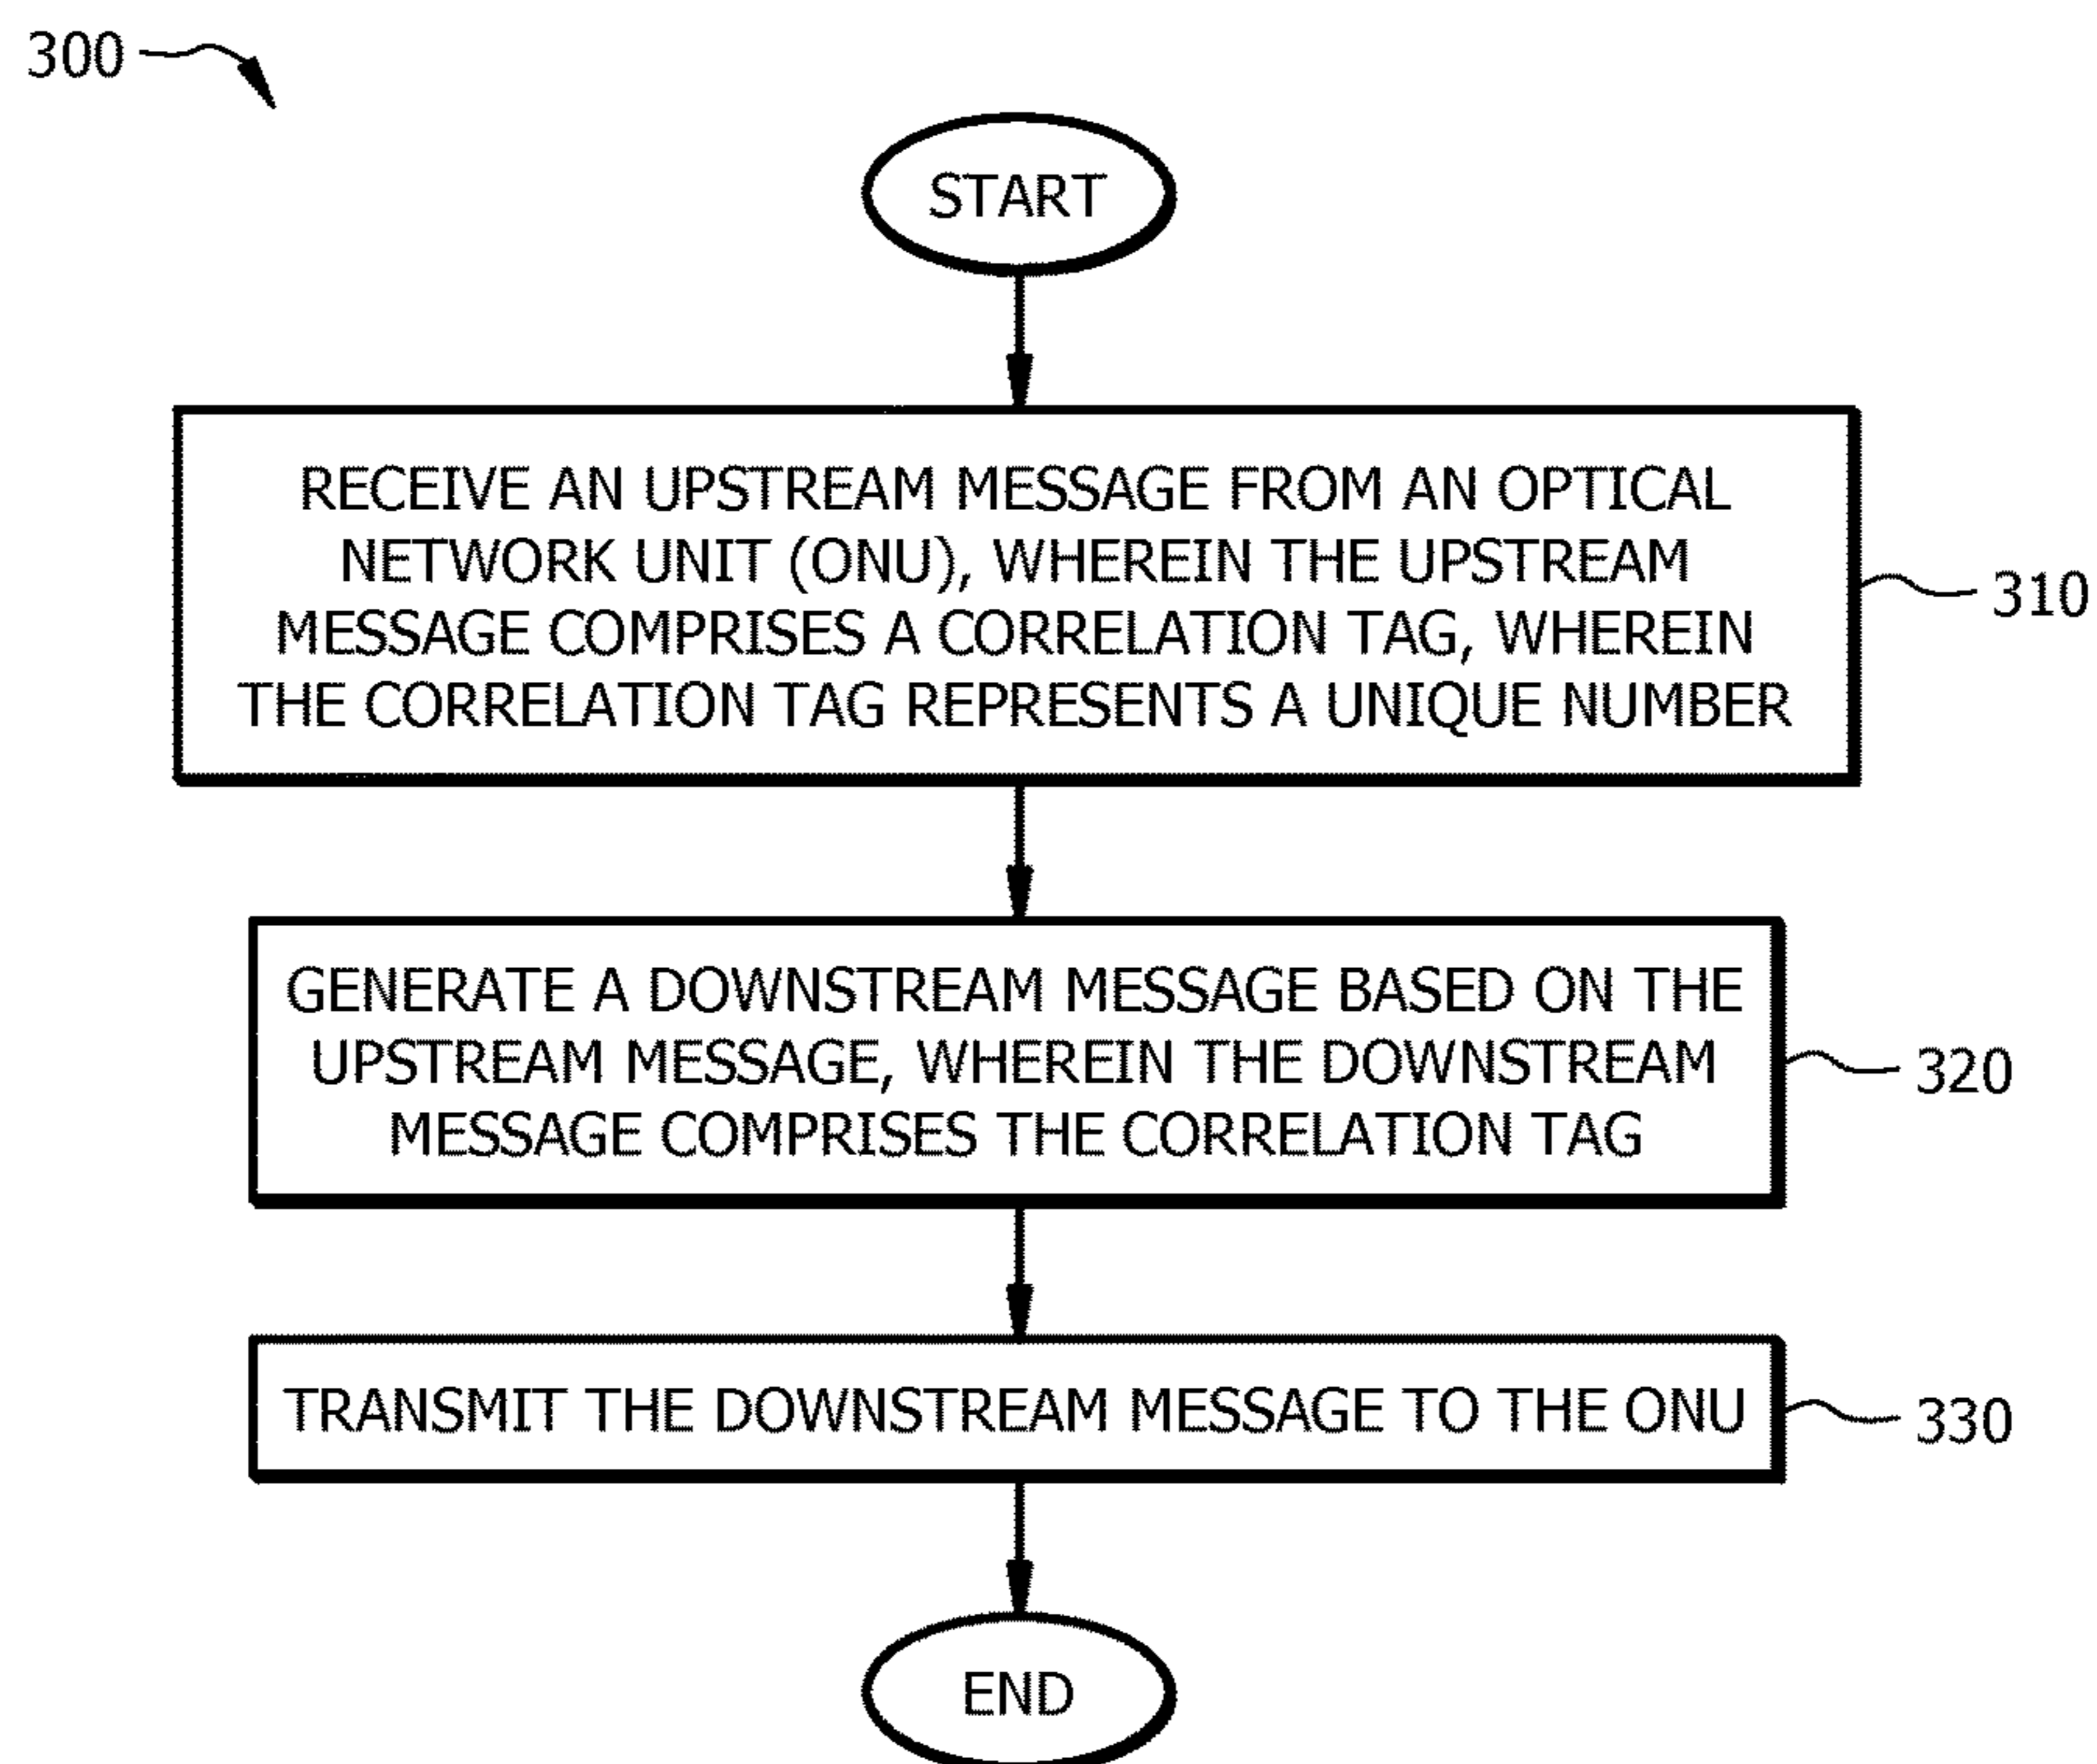 300
START
RECEIVE AN UPSTREAM MESSAGE FROM AN OPTICAL
NETWORK UNIT (ONU), WHEREIN THE UPSTREAM
MESSAGE COMPRISES A CORRELATION TAG, WHEREIN
THE CORRELATION TAG REPRESENTS A UNIQUE NUMBER
310
GENERATE A DOWNSTREAM MESSAGE BASED ON THE
UPSTREAM MESSAGE, WHEREIN THE DOWNSTREAM
MESSAGE COMPRISES THE CORRELATION TAG
320
TRANSMIT THE DOWNSTREAM MESSAGE TO THE ONU
330
END